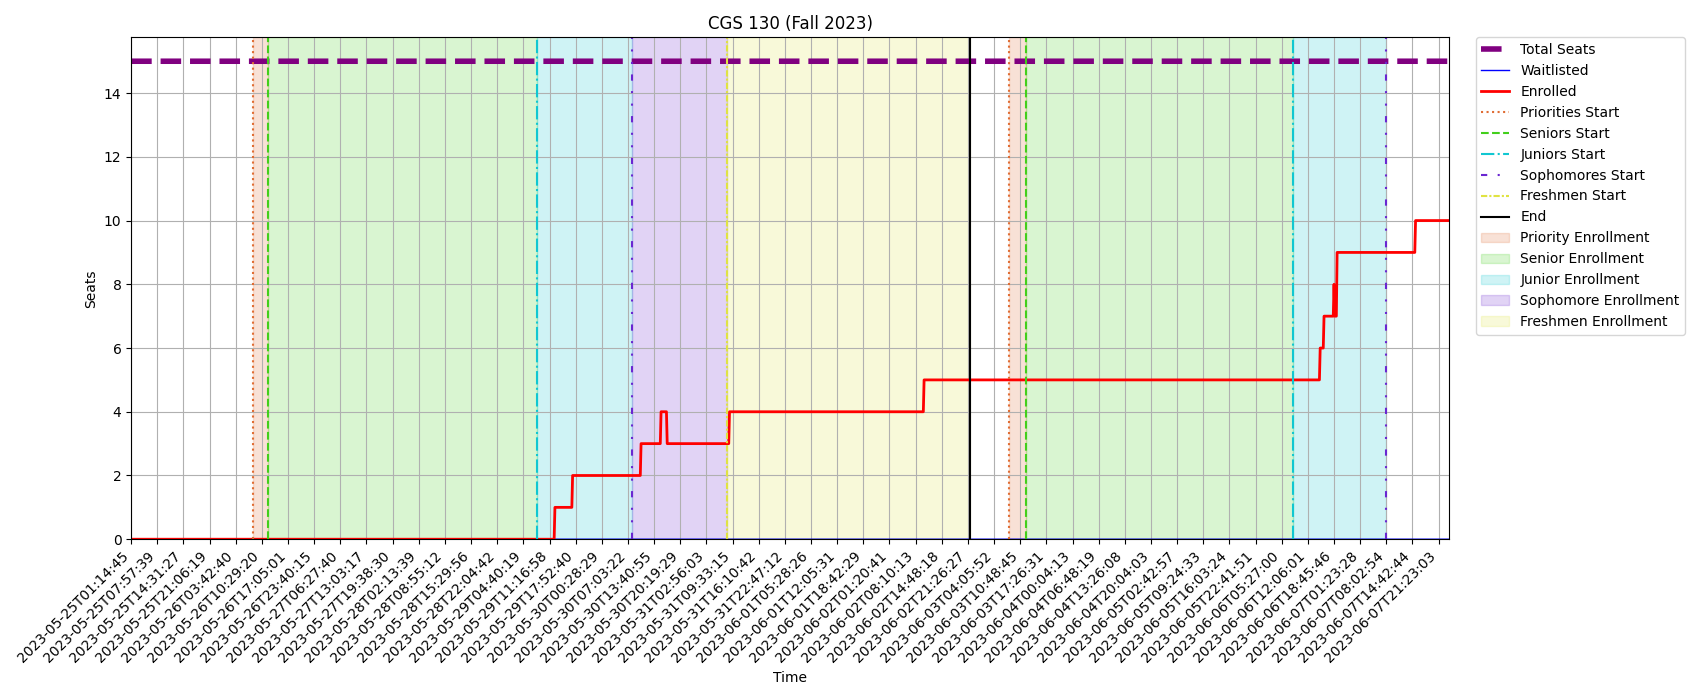 CGS 130 (Fall 2023)
Seats
14
12
10
8
6
4
2
0
2023-05-25T01:14:45
2023-05-25T07:57:39
2023-05-25T14:31:27
2023-05-25T21:06:19
2023-05-26T03:42:40
2023-05-26T10:29:20
2023-05-26T17:05:01
2023-05-26T23:40:15
2023-05-27T06:27:40
2023-05-27T13:03:17
2023-05-27T19:38:30
2023-05-28T02:13:39
2023-05-28T08:55:12
2023-05-28T15:29:56
2023-05-28T22:04:42
2023-05-29T04:40:19
2023-05-29T11:16:58
2023-05-29T17:52:40
2023-05-30T00:28:29
2023-05-30T07:03:22
2023-05-30T13:40:55
2023-05-30T20:19:29
2023-05-31T02:56:03
2023-05-31T09:33:15
2023-05-31T16:10:42
2023-05-31T22:47:12
2023-06-01T05:28:26
2023-06-01T12:05:31
2023-06-01T18:42:29
2023-06-02T01:20:41
2023-06-02T08:10:13
2023-06-02T14:48:18
2023-06-02T21:26:27
2023-06-03T04:05:52
2023-06-03T10:48:45
2023-06-03T17:26:31
2023-06-04T00:04:13
2023-06-04T06:48:19
2023-06-04T13:26:08
2023-06-04T20:04:03
2023-06-05T02:42:57
2023-06-05T09:24:33
2023-06-05T16:03:24
2023-06-05T22:41:51
2023-06-06T05:27:00
2023-06-06T12:06:01
2023-06-06T18:45:46
2023-06-07T01:23:28
2023-06-07T08:02:54
2023-06-07T14:42:44
2023-06-07T21:23:03
Time
Total Seats
Waitlisted
Enrolled
Priorities Start
Seniors Start
Juniors Start
Sophomores Start
Freshmen Start
End
Priority Enrollment
Senior Enrollment
Junior Enrollment
Sophomore Enrollment
Freshmen Enrollment